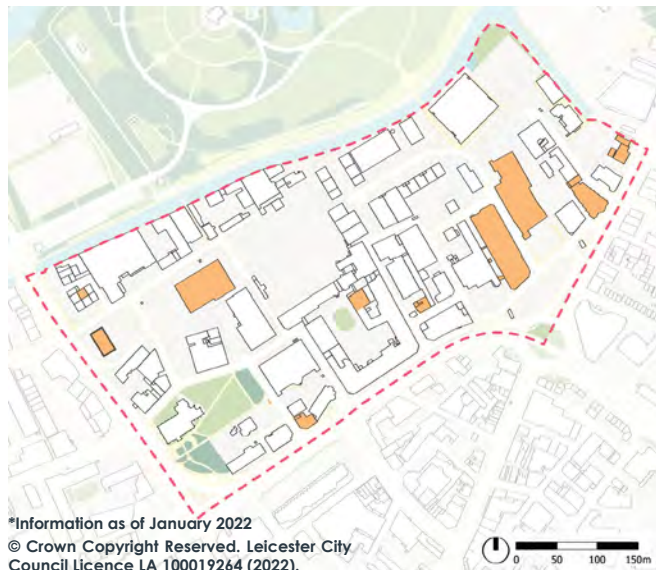 *Information as of January 2022
© Crown Copyright Reserved. Leicester City
Council Licence LA 100019264 (2022).
0 50 100 150m